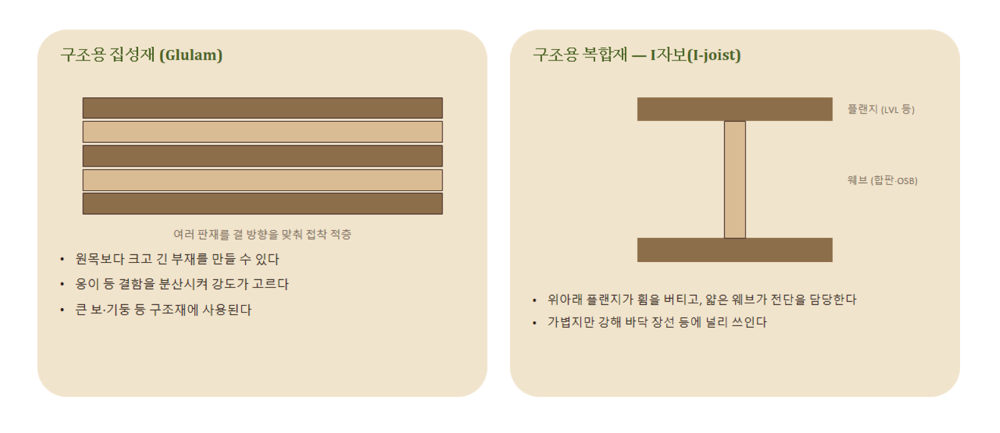 구조용 집성재 (Glulam)
여러 판재를 결 방향을 맞춰 접착 적층
• 원목보다 크고 긴 부재를 만들 수 있다
• 옹이 등 결함을 분산시켜 강도가 고르다
• 큰 보·기둥 등 구조재에 사용된다
구조용 복합재 — I자보(I-joist)
플랜지 (LVL 등)
웨브 (합판·OSB)
• 위아래 플랜지가 휨을 버티고, 얇은 웨브가 전단을 담당한다
• 가볍지만 강해 바닥 장선 등에 널리 쓰인다